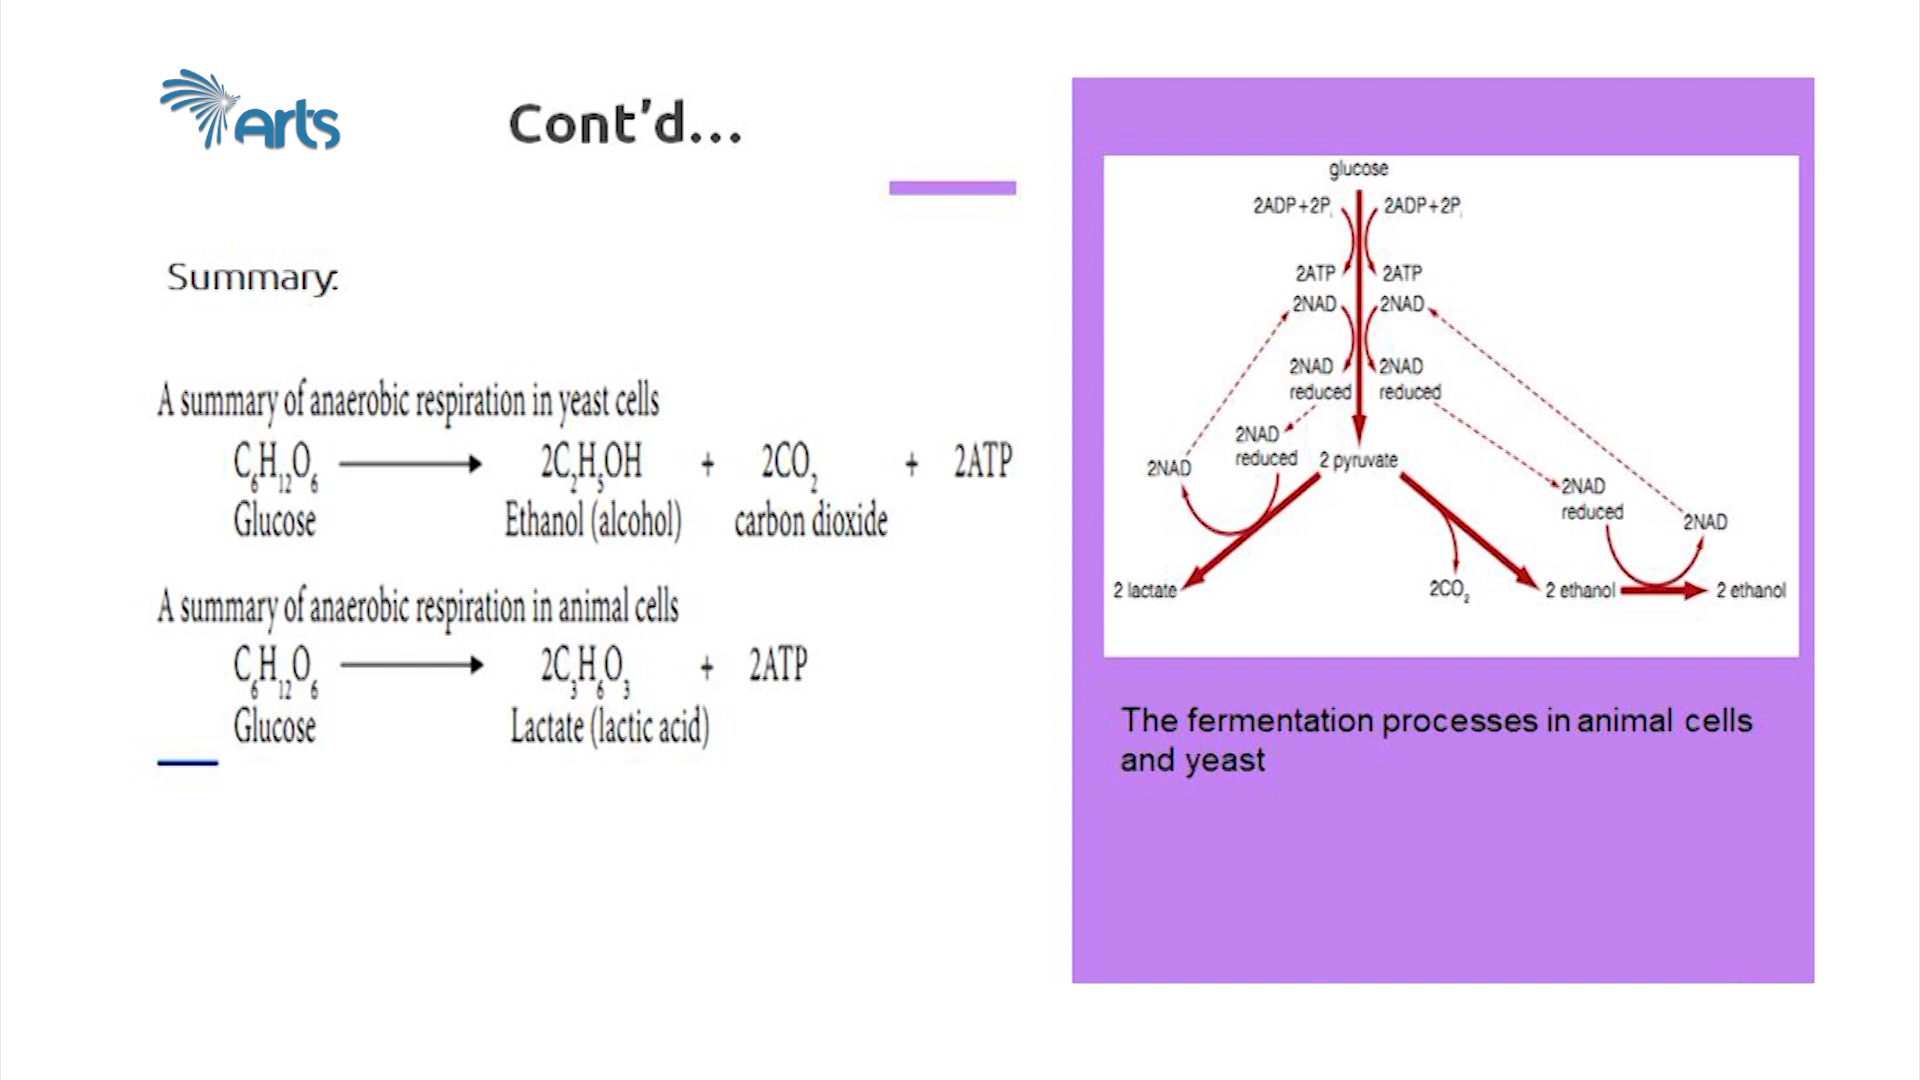 Arts
Cont'd...
Summary:
A summary of anaerobic respiration in yeast cells
C6H12O6 → 2C2H5OH + 2CO2 + 2ATP
Glucose Ethanol (alcohol) carbon dioxide
A summary of anaerobic respiration in animal cells
C6H12O6 → 2C3H6O3 + 2ATP
Glucose Lactate (lactic acid)
glucose
2ADP+2Pi 2ADP+2Pi
2ATP 2ATP
2NAD 2NAD
2NAD 2NAD
reduced reduced
2NAD
reduced
2NAD
2 pyruvate
2NAD
reduced
2NAD
2 lactate
2CO2
2 ethanol
2 ethanol
The fermentation processes in animal cells
and yeast